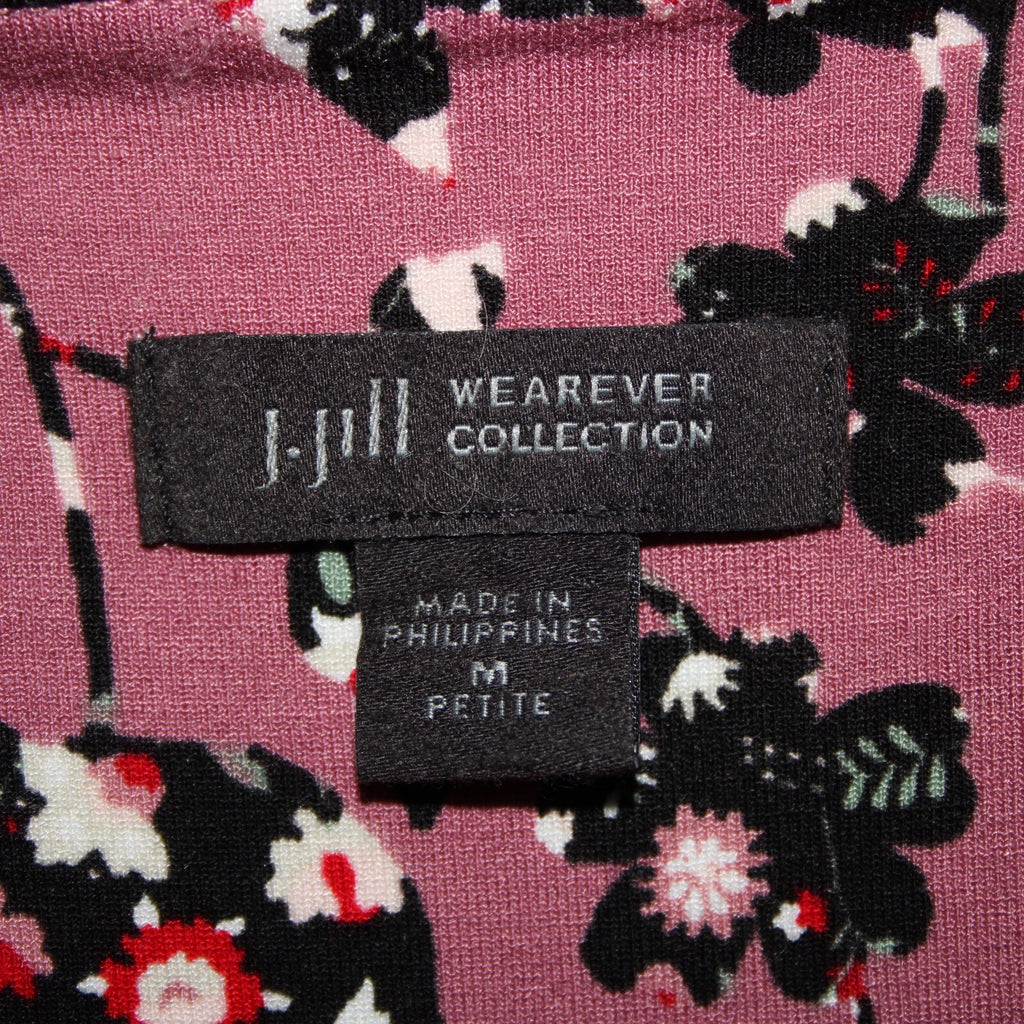 J.Jill
WEAREVER
COLLECTION
MADE IN
PHILIPPINES
M
PETITE